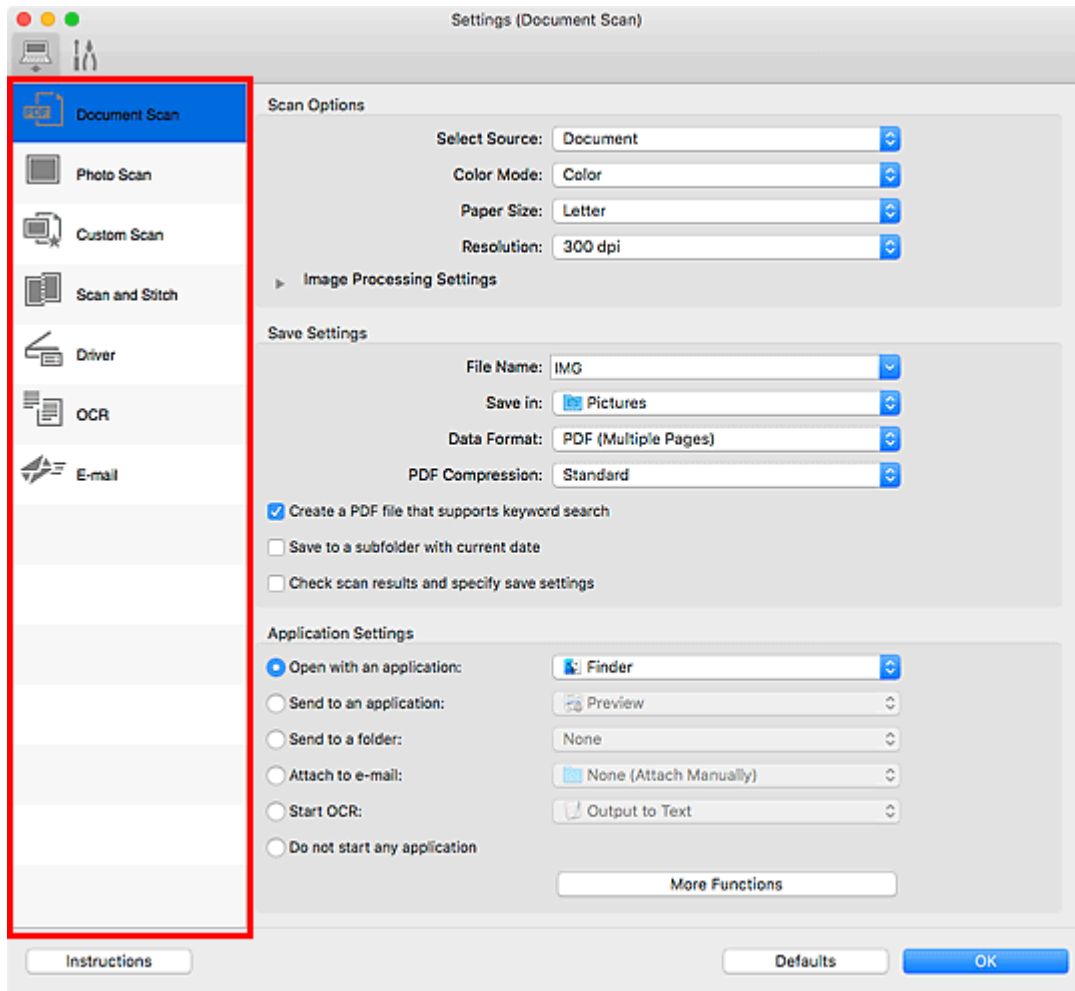 Settings (Document Scan)
PDF
Document Scan
Photo Scan
Custom Scan
Scan and Stitch
Driver
OCR
E-mail
Scan Options
Select Source: Document
Color Mode: Color
Paper Size: Letter
Resolution: 300 dpi
Image Processing Settings
Save Settings
File Name: IMG
Save in: Pictures
Data Format: PDF (Multiple Pages)
PDF Compression: Standard
Create a PDF file that supports keyword search
Save to a subfolder with current date
Check scan results and specify save settings
Application Settings
Open with an application: Finder
Send to an application: Preview
Send to a folder: None
Attach to e-mail: None (Attach Manually)
Start OCR: Output to Text
Do not start any application
More Functions
Instructions
Defaults
OK